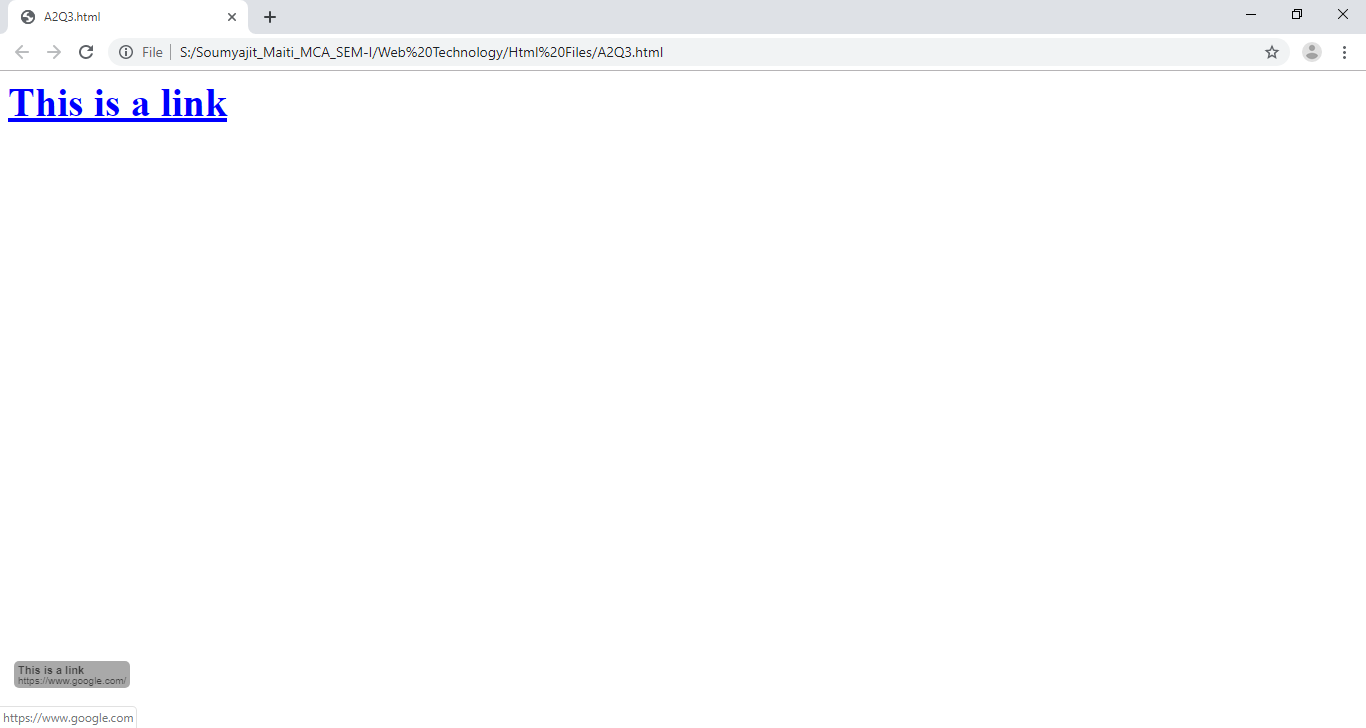 A2Q3.html
File S:/Soumyajit_Maiti_MCA_SEM-I/Web%20Technology/Html%20Files/A2Q3.html
This is a link
This is a link
https://www.google.com/
https://www.google.com